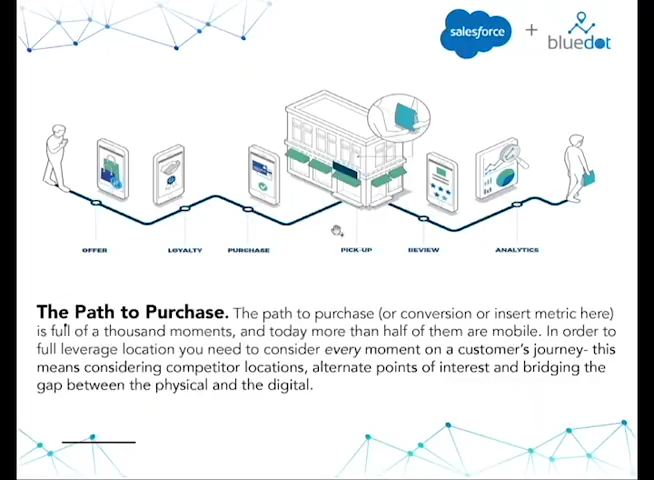 salesforce + bluedot
OFFER LOYALTY PURCHASE PICK-UP REVIEW ANALYTICS
The Path to Purchase. The path to purchase (or conversion or insert metric here)
is full of a thousand moments, and today more than half of them are mobile. In order to
full leverage location you need to consider every moment on a customer's journey- this
means considering competitor locations, alternate points of interest and bridging the
gap between the physical and the digital.